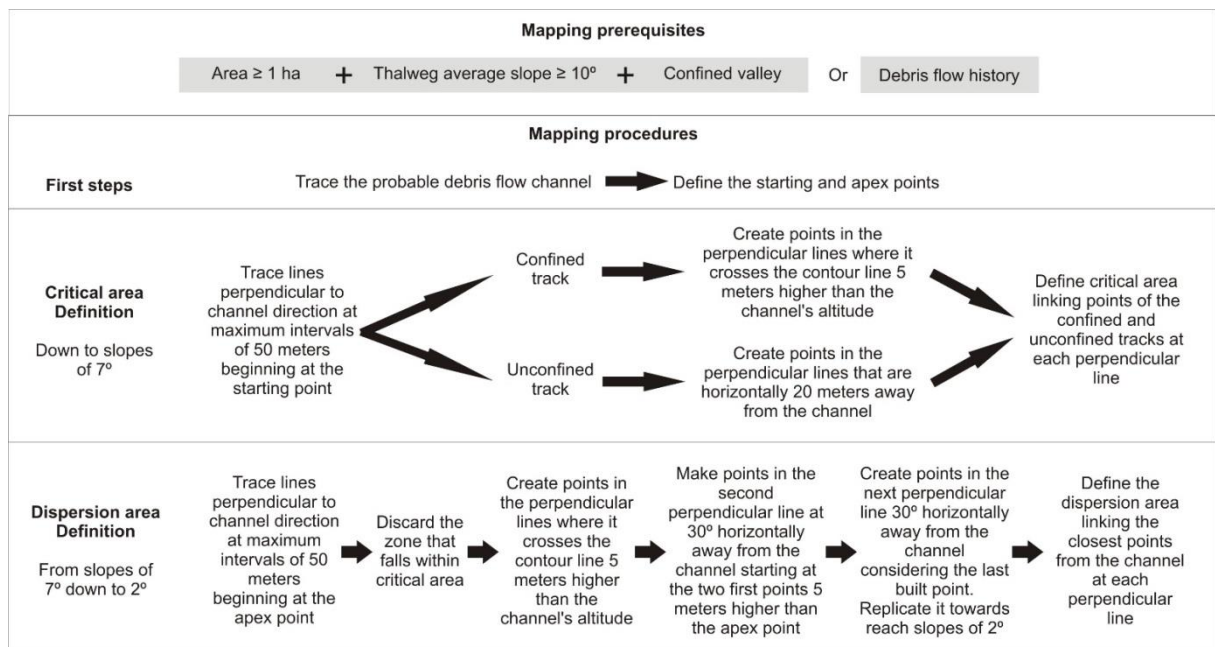 Mapping prerequisites
Area ≥ 1 ha + Thalweg average slope ≥ 10º + Confined valley Or Debris flow history
Mapping procedures
First steps
Trace the probable debris flow channel
Define the starting and apex points
Critical area
Definition
Down to slopes
of 7º
Trace lines
perpendicular to
channel direction at
maximum intervals
of 50 meters
beginning at the
starting point
Confined
track
Create points in the
perpendicular lines where it
crosses the contour line 5
meters higher than the
channel's altitude
Unconfined
track
Create points in the
perpendicular lines that are
horizontally 20 meters away
from the channel
Define critical area
linking points of the
confined and
unconfined tracks at
each perpendicular
line
Dispersion area
Definition
From slopes of
7º down to 2º
Trace lines
perpendicular to
channel direction
at maximum
intervals of 50
meters
beginning at the
apex point
Discard the
zone that
falls within
critical area
Create points in
the perpendicular
lines where it
crosses the
contour line 5
meters higher
than the
channel's altitude
Make points in the
second
perpendicular line at
30º horizontally
away from the
channel starting at
the two first points 5
meters higher than
the apex point
Create points in the
next perpendicular
line 30º horizontally
away from the
channel
considering the last
built point.
Replicate it towards
reach slopes of 2º
Define the
dispersion area
linking the
closest points
from the channel
at each
perpendicular
line